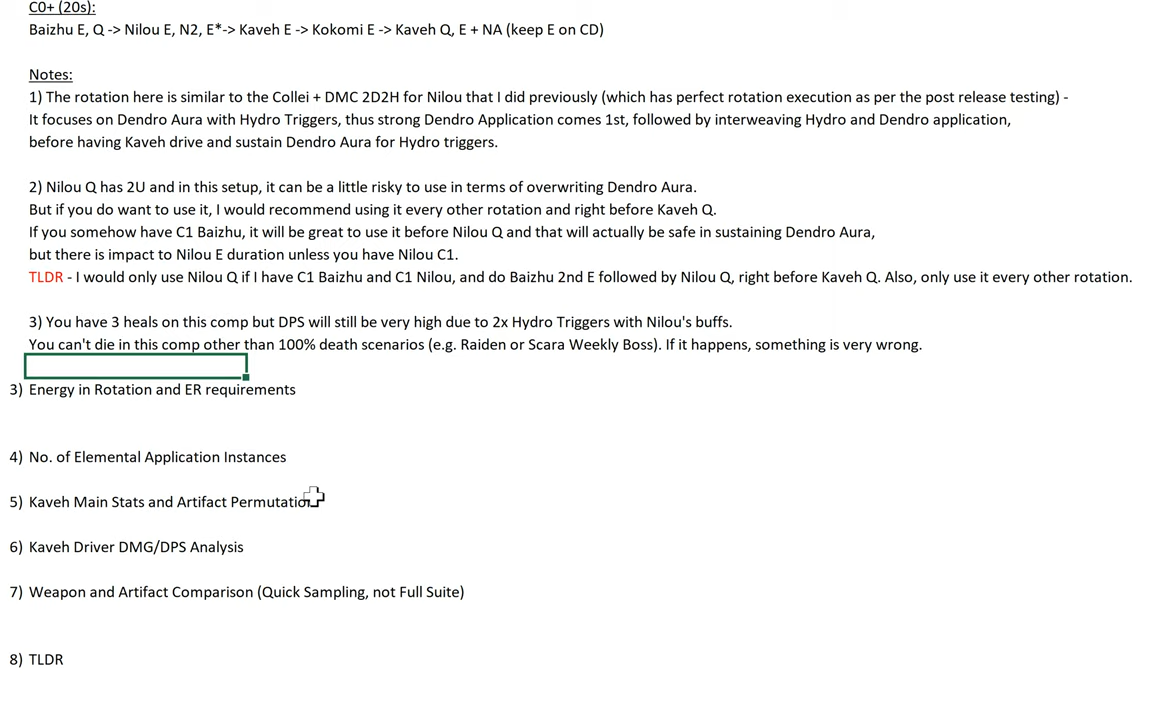 C0+ (20s):
Baizhu E, Q -> Nilou E, N2, E*-> Kaveh E -> Kokomi E -> Kaveh Q, E + NA (keep E on CD)
Notes:
1) The rotation here is similar to the Collei + DMC 2D2H for Nilou that I did previously (which has perfect rotation execution as per the post release testing) -
It focuses on Dendro Aura with Hydro Triggers, thus strong Dendro Application comes 1st, followed by interweaving Hydro and Dendro application,
before having Kaveh drive and sustain Dendro Aura for Hydro triggers.
2) Nilou Q has 2U and in this setup, it can be a little risky to use in terms of overwriting Dendro Aura.
But if you do want to use it, I would recommend using it every other rotation and right before Kaveh Q.
If you somehow have C1 Baizhu, it will be great to use it before Nilou Q and that will actually be safe in sustaining Dendro Aura,
but there is impact to Nilou E duration unless you have Nilou C1.
TLDR - I would only use Nilou Q if I have C1 Baizhu and C1 Nilou, and do Baizhu 2nd E followed by Nilou Q, right before Kaveh Q. Also, only use it every other rotation.
3) You have 3 heals on this comp but DPS will still be very high due to 2x Hydro Triggers with Nilou's buffs.
You can't die in this comp other than 100% death scenarios (e.g. Raiden or Scara Weekly Boss). If it happens, something is very wrong.
3) Energy in Rotation and ER requirements
4) No. of Elemental Application Instances
5) Kaveh Main Stats and Artifact Permutation
6) Kaveh Driver DMG/DPS Analysis
7) Weapon and Artifact Comparison (Quick Sampling, not Full Suite)
8) TLDR